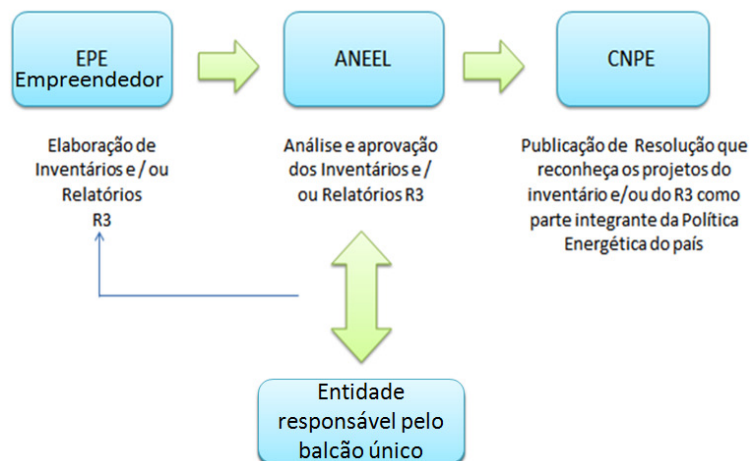 EPE
Empreendedor
ANEEL
CNPE
Elaboração de
Inventários e / ou
Relatórios
R3
Análise e aprovação
dos Inventários e /
ou Relatórios R3
Publicação de Resolução que
reconheça os projetos do
inventário e/ou do R3 como
parte integrante da Política
Energética do país
Entidade
responsável pelo
balcão único